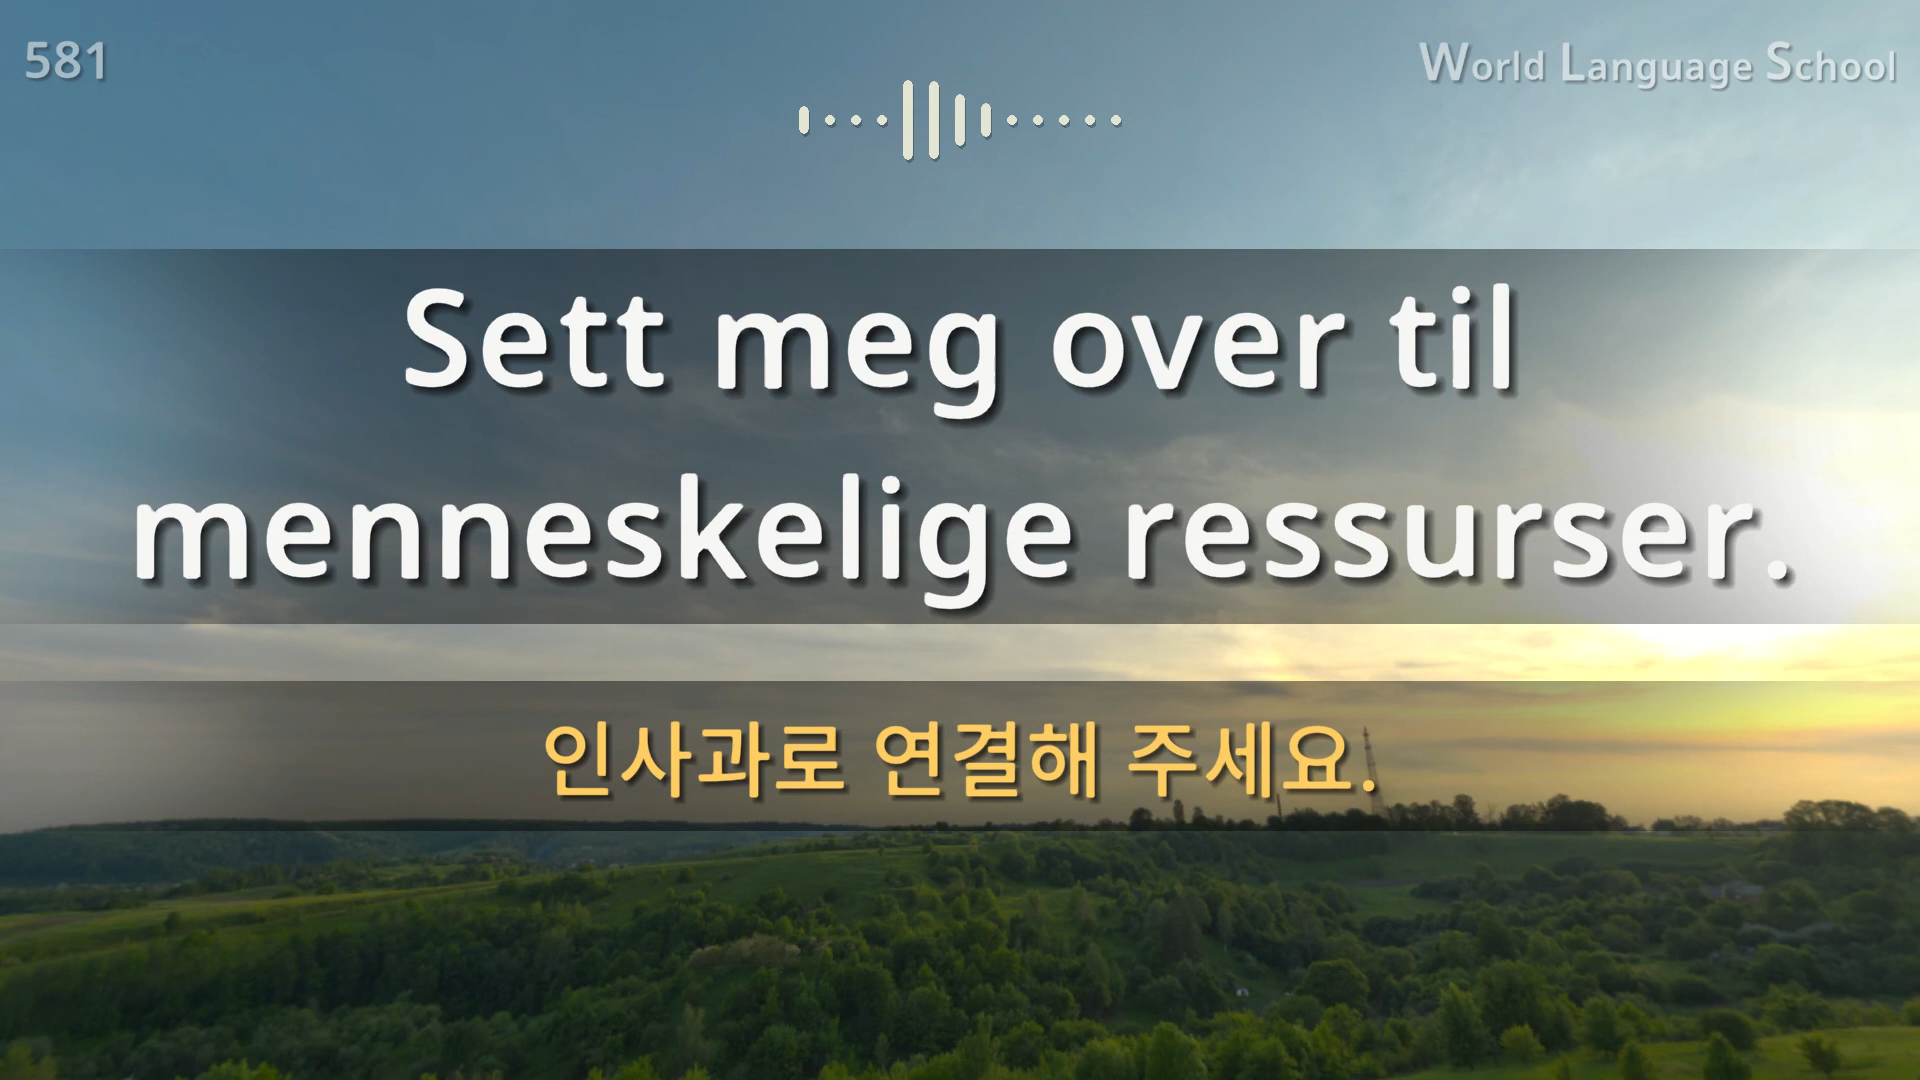 581
World Language School
Sett meg over til
menneskelige ressurser.
인사과로 연결해 주세요.